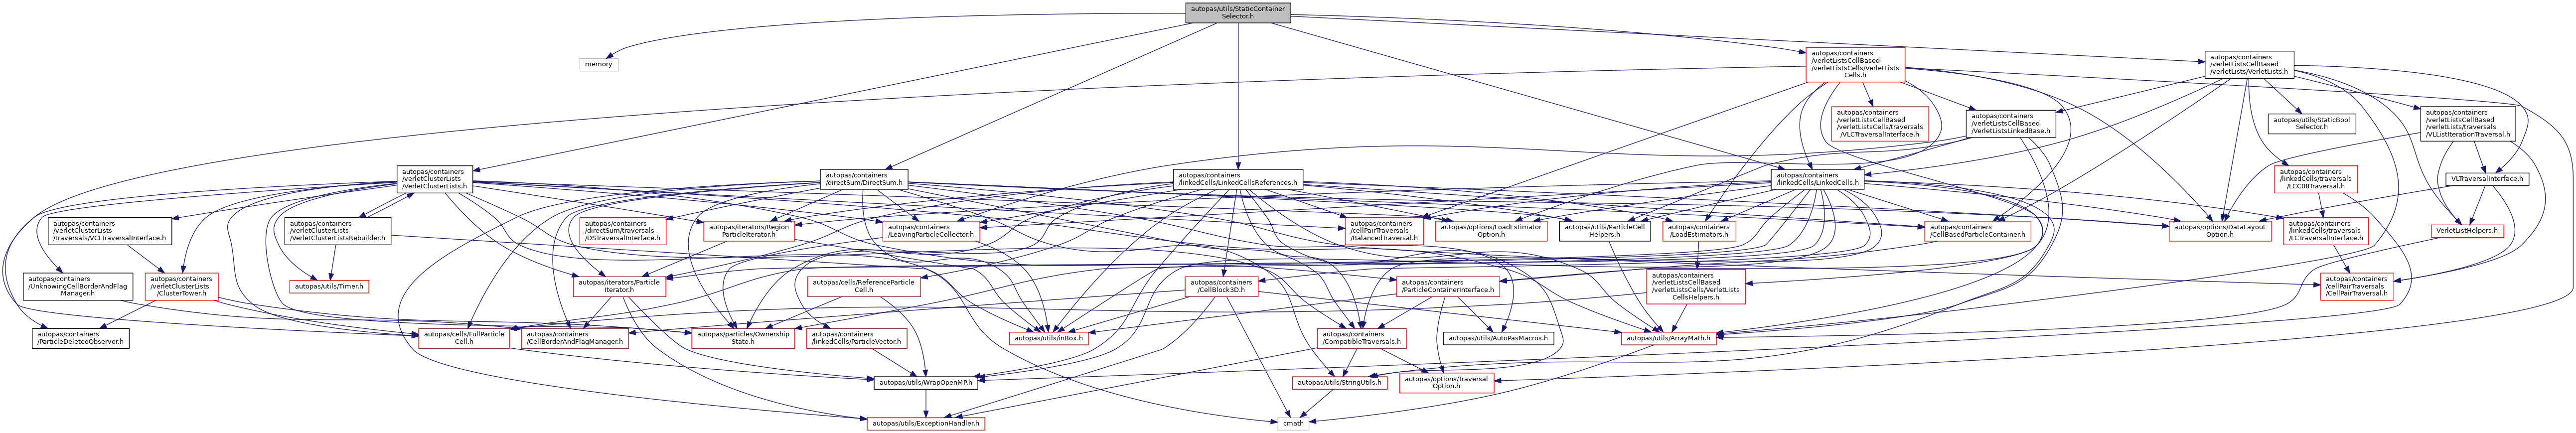 autopas/utils/StaticContainer
Selector.h
memory
autopas/containers
/verletListsCellBased
/verletListsCells/VerletLists
Cells.h
autopas/containers
/verletListsCellBased
/verletLists/VerletLists.h
autopas/containers
/verletListsCellBased
/verletListsCells/traversals
/VLCTraversalInterface.h
autopas/containers
/verletListsCellBased
/VerletListsLinkedBase.h
autopas/utils/StaticBool
Selector.h
autopas/containers
/verletListsCellBased
/verletLists/traversals
/VLListIterationTraversal.h
autopas/containers
/verletClusterLists
/VerletClusterLists.h
autopas/containers
/directSum/DirectSum.h
autopas/containers
/linkedCells/LinkedCellsReferences.h
autopas/containers
/linkedCells/LinkedCells.h
autopas/containers
/linkedCells/traversals
/LCC08Traversal.h
VLTraversalInterface.h
autopas/containers
/verletClusterLists
/traversals/VCLTraversalInterface.h
autopas/containers
/verletClusterLists
/VerletClusterListsRebuilder.h
autopas/containers
/directSum/traversals
/DSTraversalInterface.h
autopas/iterators/Region
ParticleIterator.h
autopas/containers
/LeavingParticleCollector.h
autopas/containers
/cellPairTraversals
/BalancedTraversal.h
autopas/options/LoadEstimator
Option.h
autopas/utils/ParticleCell
Helpers.h
autopas/containers
/LoadEstimators.h
autopas/containers
/CellBasedParticleContainer.h
autopas/options/DataLayout
Option.h
autopas/containers
/linkedCells/traversals
/LCTraversalInterface.h
VerletListHelpers.h
autopas/containers
/UnknowingCellBorderAndFlag
Manager.h
autopas/containers
/verletClusterLists
/ClusterTower.h
autopas/utils/Timer.h
autopas/iterators/Particle
Iterator.h
autopas/cells/ReferenceParticle
Cell.h
autopas/containers
/CellBlock3D.h
autopas/containers
/ParticleContainerInterface.h
autopas/containers
/verletListsCellBased
/verletListsCells/VerletLists
CellsHelpers.h
autopas/containers
/cellPairTraversals
/CellPairTraversal.h
autopas/containers
/ParticleDeletedObserver.h
autopas/cells/FullParticle
Cell.h
autopas/containers
/CellBorderAndFlagManager.h
autopas/particles/Ownership
State.h
autopas/containers
/linkedCells/ParticleVector.h
autopas/utils/inBox.h
autopas/containers
/CompatibleTraversals.h
autopas/utils/AutoPasMacros.h
autopas/utils/ArrayMath.h
autopas/utils/WrapOpenMP.h
autopas/utils/StringUtils.h
autopas/options/Traversal
Option.h
autopas/utils/ExceptionHandler.h
cmath